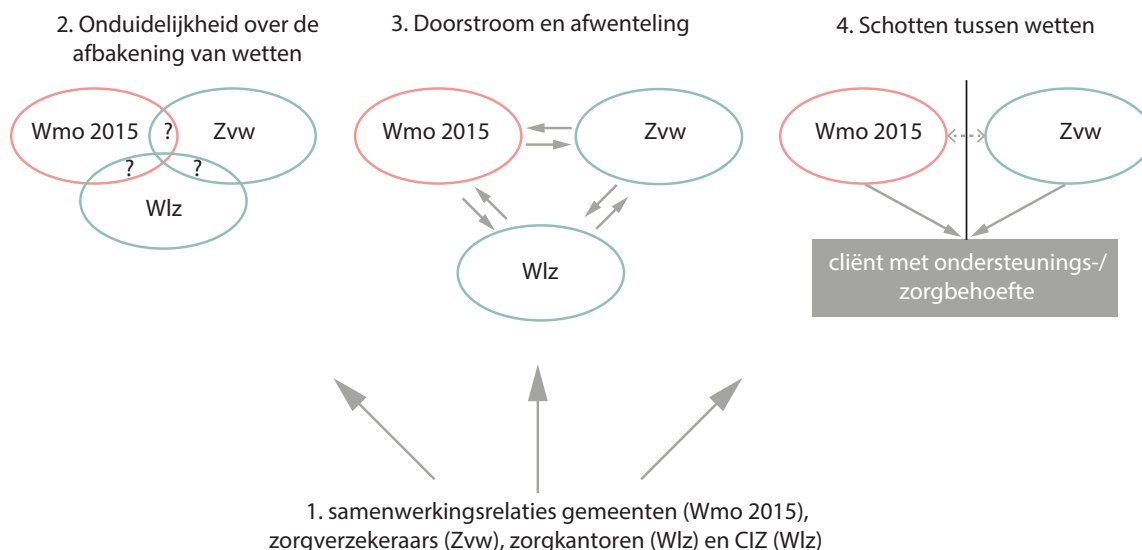 2. Onduidelijkheid over de
afbakening van wetten
Wmo 2015
?
Zvw
?
?
Wlz
3. Doorstroom en afwenteling
Wmo 2015
Zvw
Wlz
4. Schotten tussen wetten
Wmo 2015
Zvw
cliënt met ondersteunings-/
zorgbehoefte
1. samenwerkingsrelaties gemeenten (Wmo 2015),
zorgverzekeraars (Zvw), zorgkantoren (Wlz) en CIZ (Wlz)